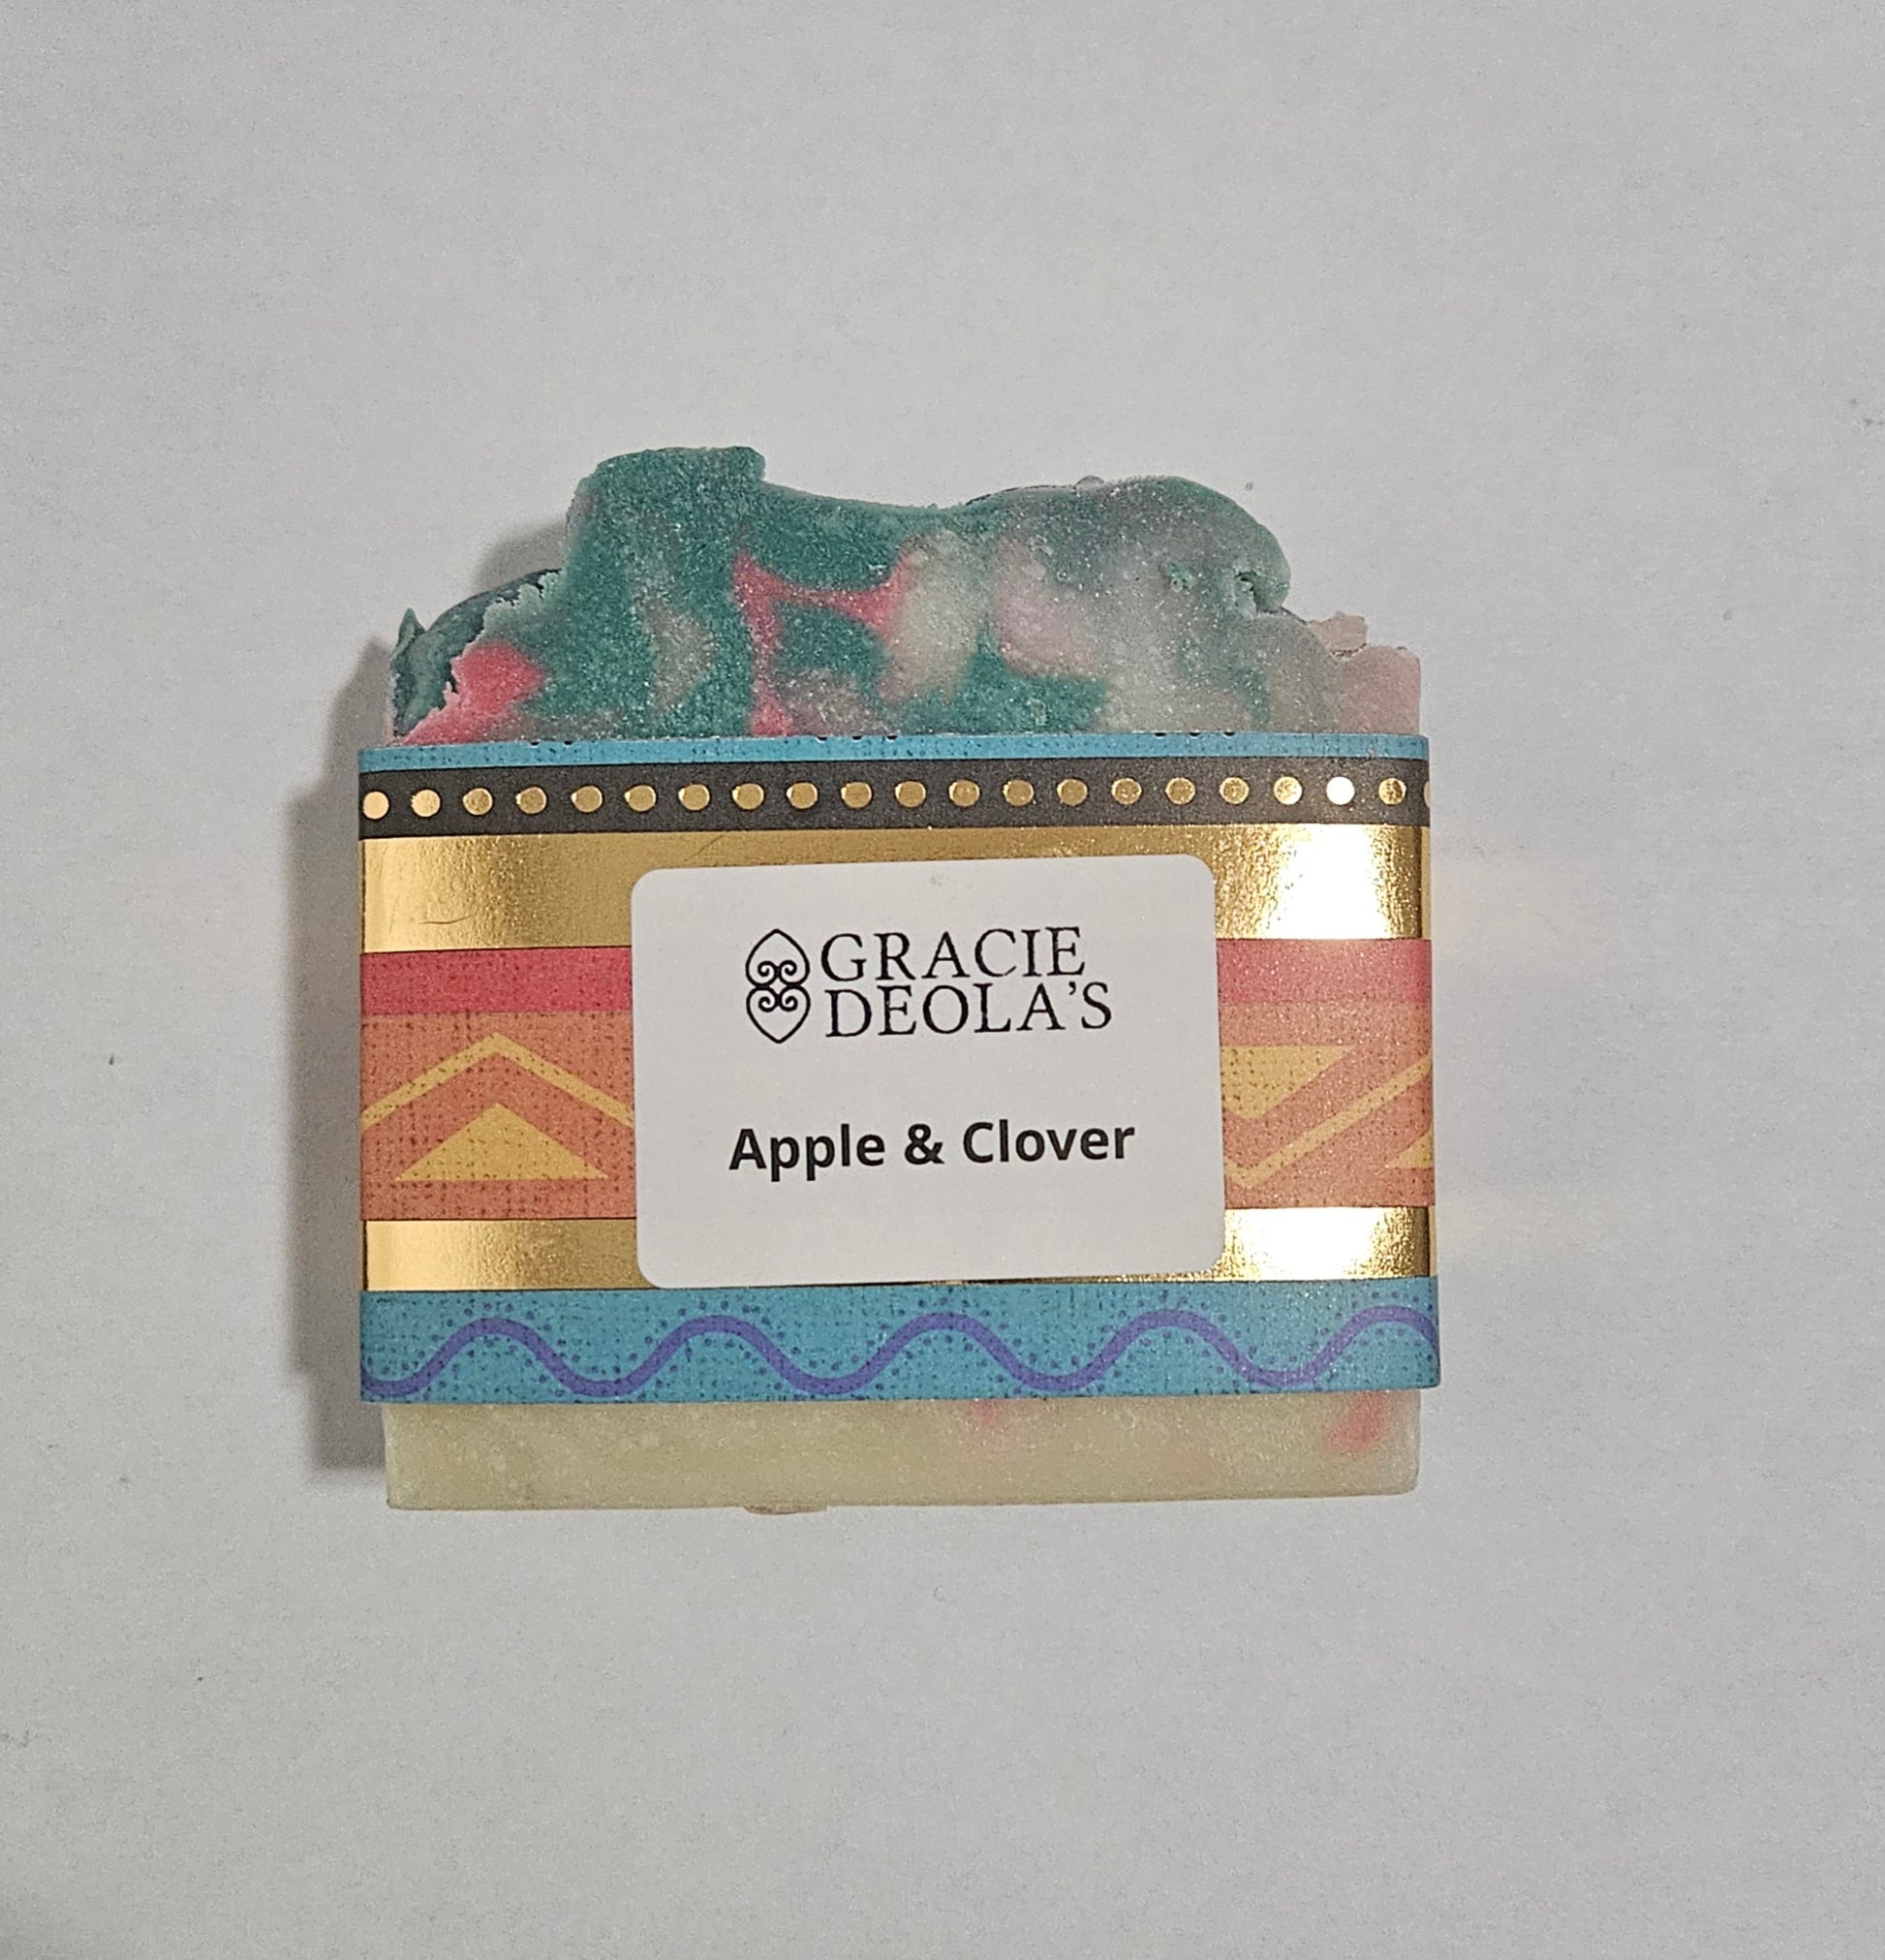 GRACIE
DEOLA'S
Apple & Clover